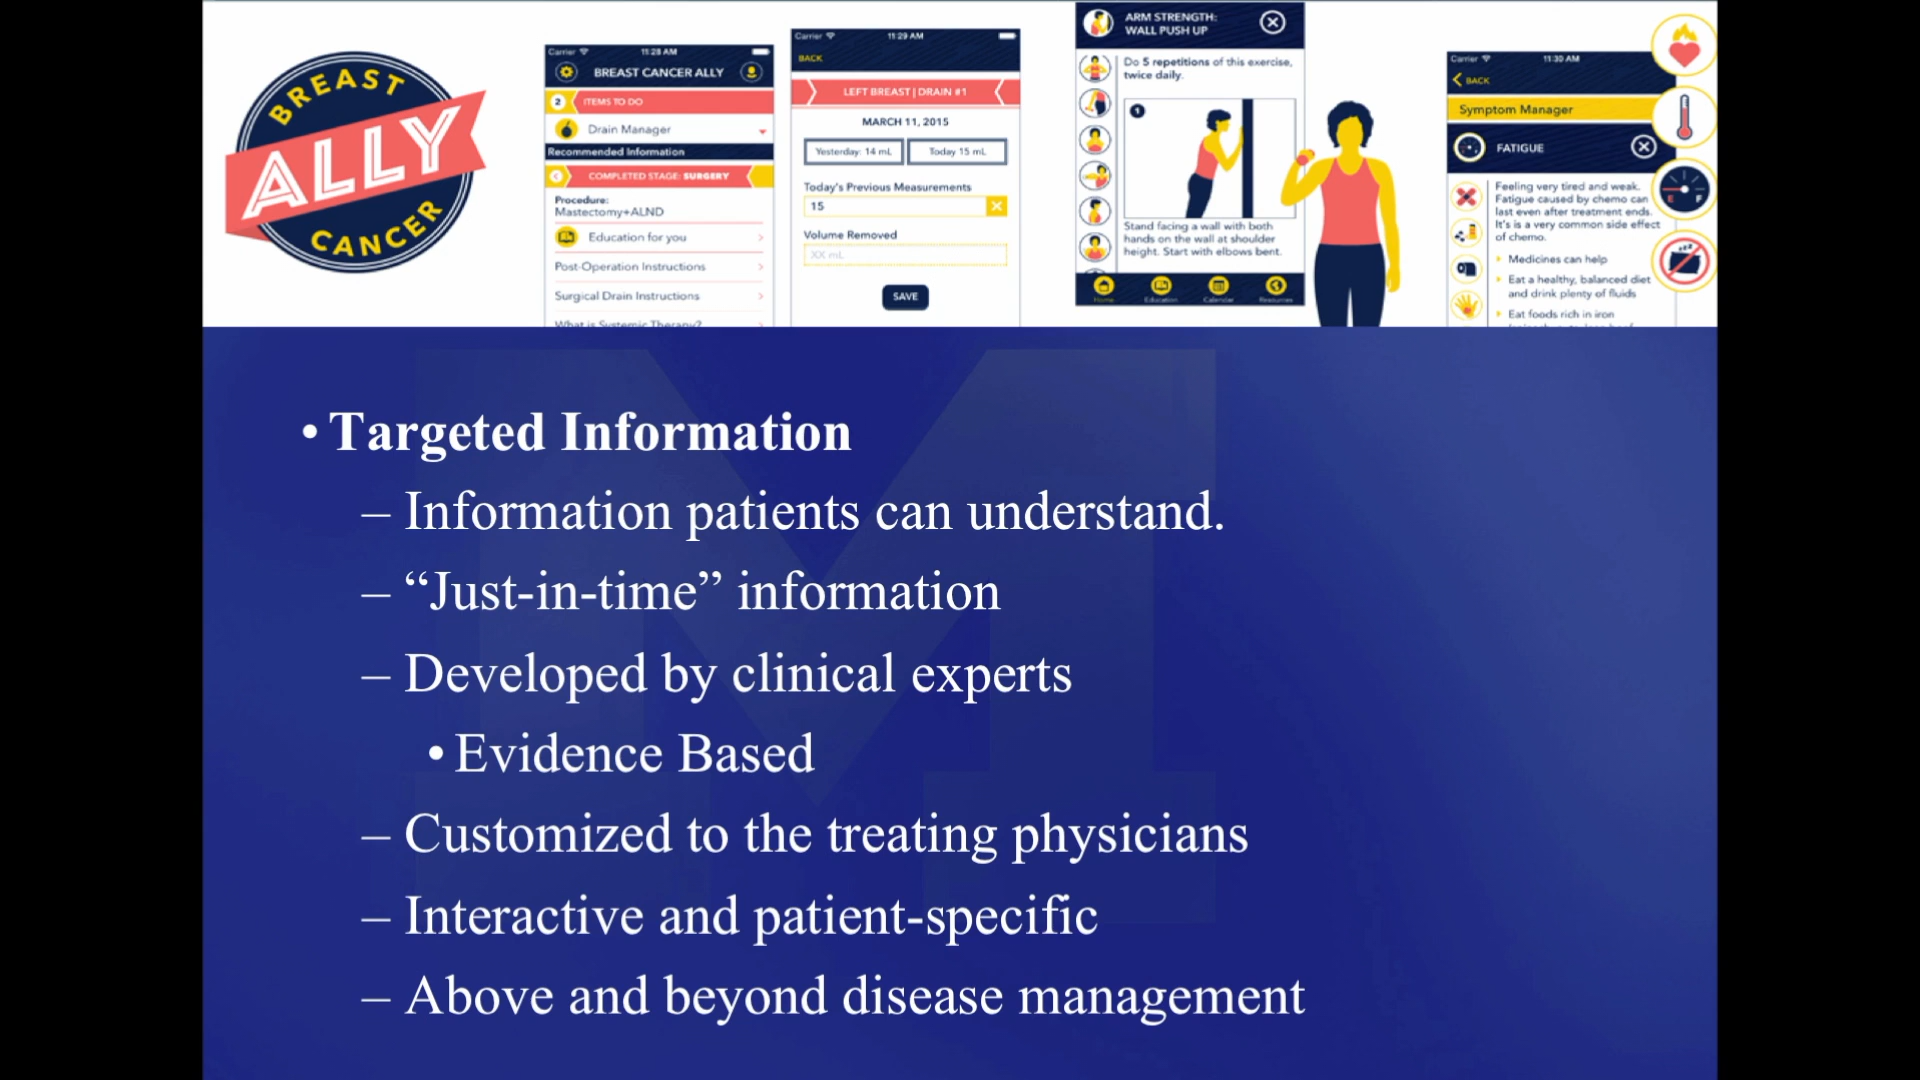 BREAST
ALLY
CANCER
Carrier 11:28 AM
BREAST CANCER ALLY
2 ITEMS TO DO
Drain Manager
Recommended Information
COMPLETED STAGE: SURGERY
Procedure:
Mastectomy+ALND
Education for you
Post-Operation Instructions
Surgical Drain Instructions
What is Systemic Therapy?
Carrier 11:29 AM
BACK
LEFT BREAST | DRAIN #1
MARCH 11, 2015
Yesterday: 14 mL Today 15 mL
Today's Previous Measurements
15
Volume Removed
XX mL
SAVE
ARM STRENGTH:
WALL PUSH UP
Do 5 repetitions of this exercise,
twice daily.
1
Stand facing a wall with both
hands on the wall at shoulder
height. Start with elbows bent.
Home Education Calendar Resources
Carrier 11:30 AM
BACK
Symptom Manager
FATIGUE
Feeling very tired and weak.
Fatigue caused by chemo can
last even after treatment ends.
It's is a very common side effect
of chemo.
Medicines can help
Eat a healthy, balanced diet
and drink plenty of fluids
Eat foods rich in iron
E F
• Targeted Information
– Information patients can understand.
– “Just-in-time” information
– Developed by clinical experts
• Evidence Based
– Customized to the treating physicians
– Interactive and patient-specific
– Above and beyond disease management